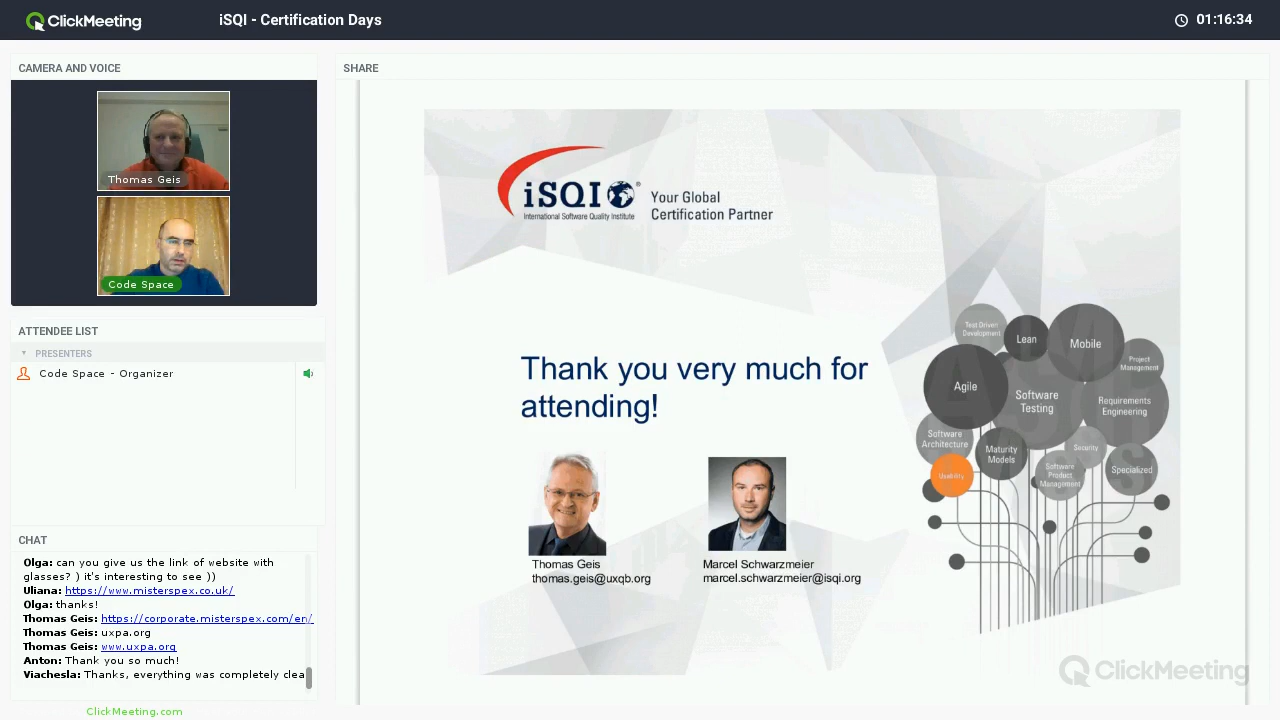 ClickMeeting
iSQI - Certification Days
01:16:34
CAMERA AND VOICE
Thomas Geis
Code Space
ATTENDEE LIST
PRESENTERS
Code Space - Organizer
CHAT
Olga: can you give us the link of website with
glasses? ) it's interesting to see ))
Uliana: https://www.misterspex.co.uk/
Olga: thanks!
Thomas Geis: https://corporate.misterspex.com/en/
Thomas Geis: uxpa.org
Thomas Geis: www.uxpa.org
Anton: Thank you so much!
Viachesla: Thanks, everything was completely clea
ClickMeeting.com
SHARE
iSQI®
International Software Quality Institute
Your Global
Certification Partner
Thank you very much for
attending!
Thomas Geis
thomas.geis@uxqb.org
Marcel Schwarzmeier
marcel.schwarzmeier@isqi.org
Test Driven
Development
Lean
Mobile
Project
Management
Agile
Software
Testing
Requirements
Engineering
Software
Architecture
Maturity
Models
Security
Usability
Software
Product
Management
Specialized
ClickMeeting